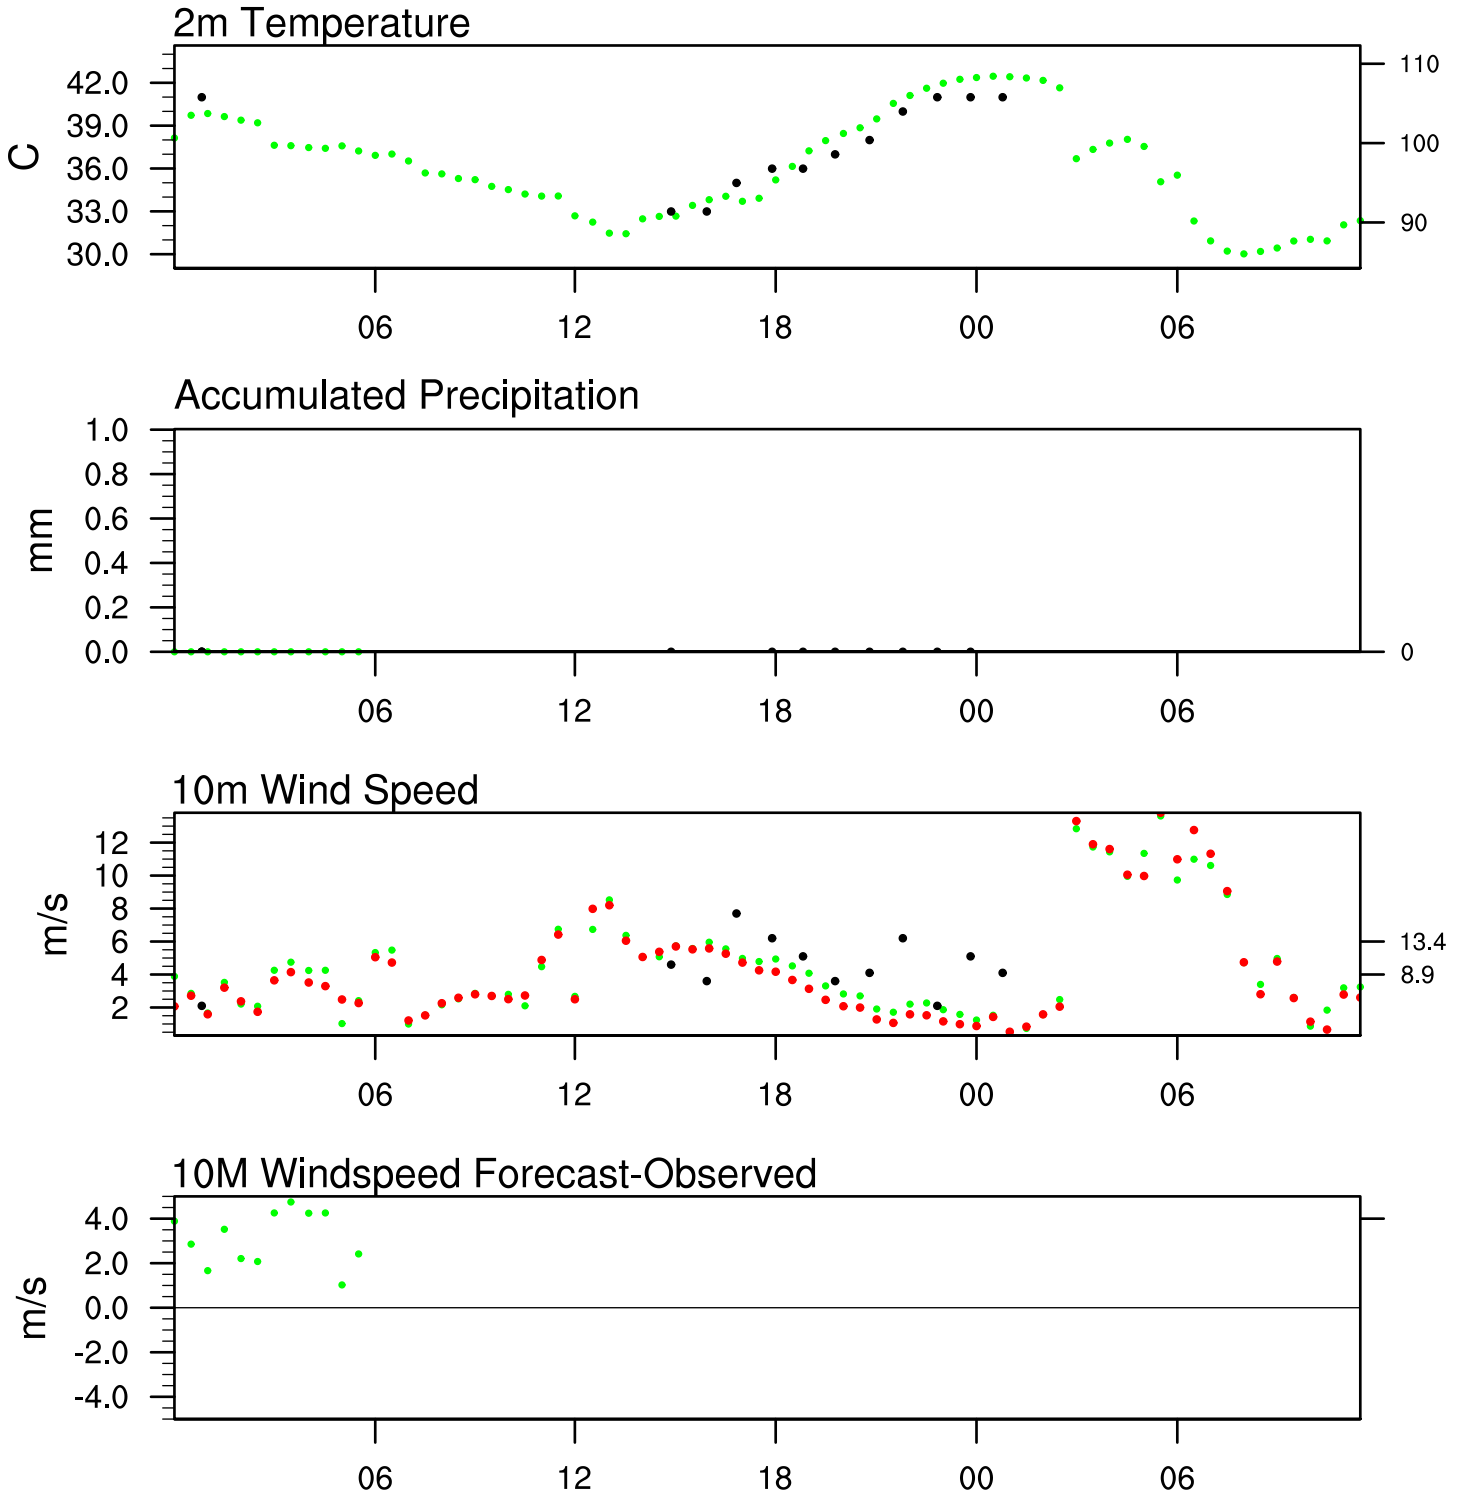 2m Temperature
42.0
39.0
36.0
33.0
30.0
C
110
100
90
06 12 18 00 06
Accumulated Precipitation
1.0
0.8
0.6
0.4
0.2
0.0
mm
0
06 12 18 00 06
10m Wind Speed
12
10
8
6
4
2
m/s
13.4
8.9
06 12 18 00 06
10M Windspeed Forecast-Observed
4.0
2.0
0.0
-2.0
-4.0
m/s
06 12 18 00 06